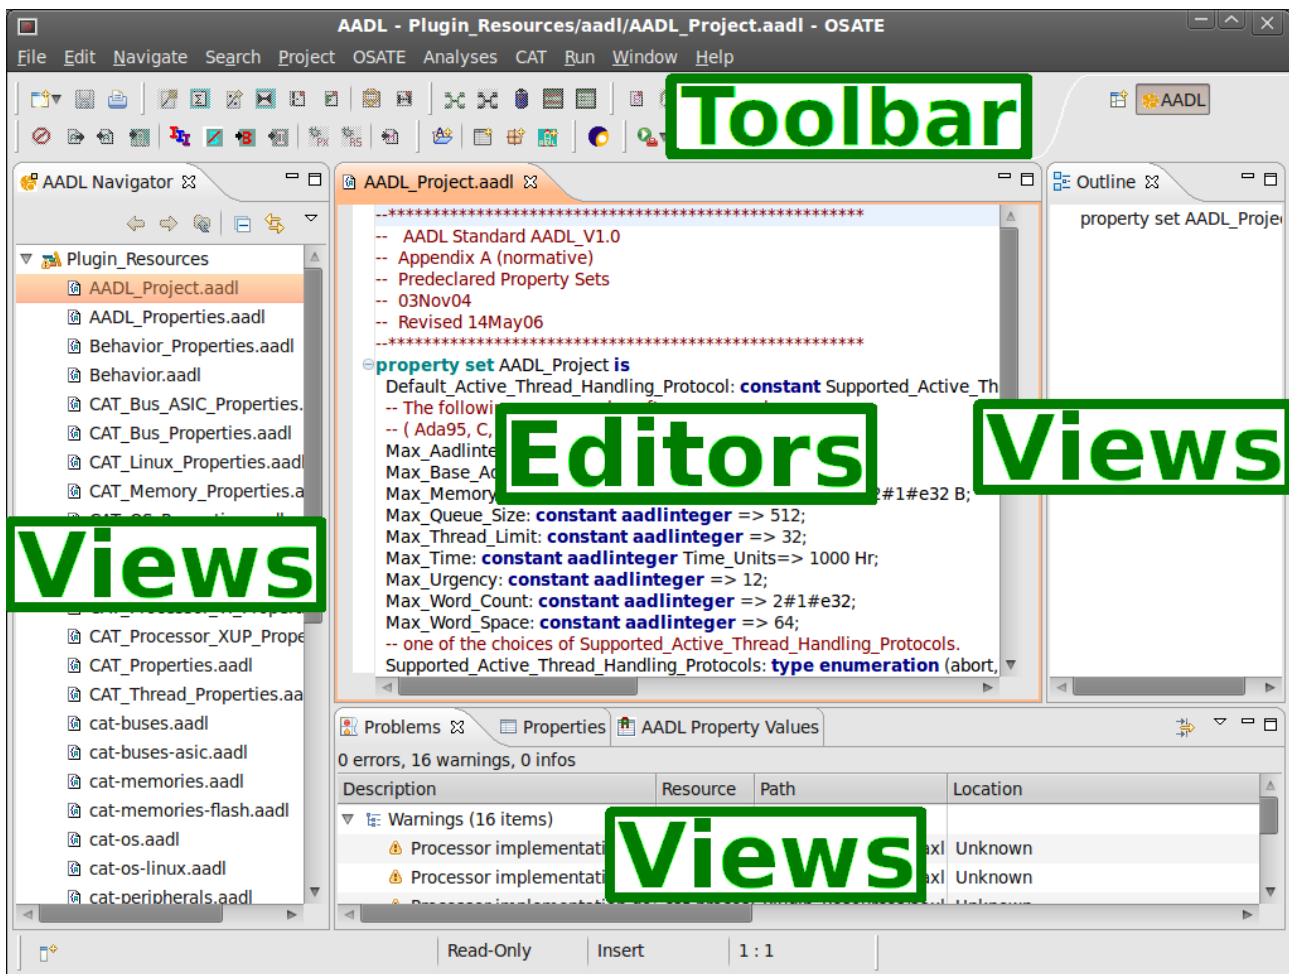 AADL - Plugin_Resources/aadl/AADL_Project.aadl - OSATE
File Edit Navigate Search Project OSATE Analyses CAT Run Window Help
Toolbar
AADL
AADL Navigator
Plugin_Resources
AADL_Project.aadl
AADL_Properties.aadl
Behavior_Properties.aadl
Behavior.aadl
CAT_Bus_ASIC_Properties.
CAT_Bus_Properties.aadl
CAT_Linux_Properties.aadl
CAT_Memory_Properties.a
Views
CAT_Processor_XUP_Prope
CAT_Properties.aadl
CAT_Thread_Properties.aa
cat-buses.aadl
cat-buses-asic.aadl
cat-memories.aadl
cat-memories-flash.aadl
cat-os.aadl
cat-os-linux.aadl
cat-peripherals.aadl
AADL_Project.aadl
--******************************************************
-- AADL Standard AADL_V1.0
-- Appendix A (normative)
-- Predeclared Property Sets
-- 03Nov04
-- Revised 14May06
--******************************************************
property set AADL_Project is
Default_Active_Thread_Handling_Protocol: constant Supported_Active_Th
-- The
-- ( Ada95, C,
Editors
2#1#e32 B;
Max_Queue_Size: constant aadlinteger => 512;
Max_Thread_Limit: constant aadlinteger => 32;
Max_Time: constant aadlinteger Time_Units=> 1000 Hr;
Max_Urgency: constant aadlinteger => 12;
Max_Word_Count: constant aadlinteger => 2#1#e32;
Max_Word_Space: constant aadlinteger => 64;
-- one of the choices of Supported_Active_Thread_Handling_Protocols.
Supported_Active_Thread_Handling_Protocols: type enumeration (abort,
Outline
property set AADL_Proje
Views
Problems Properties AADL Property Values
0 errors, 16 warnings, 0 infos
Description Resource Path Location
Warnings (16 items)
Processor implementati axl Unknown
Processor implementati axl Unknown
Views
Read-Only Insert 1 : 1